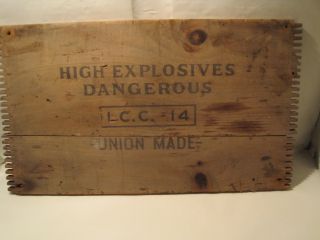 HIGH EXPLOSIVES
DANGEROUS
I.C.C. -14
-UNION MADE-